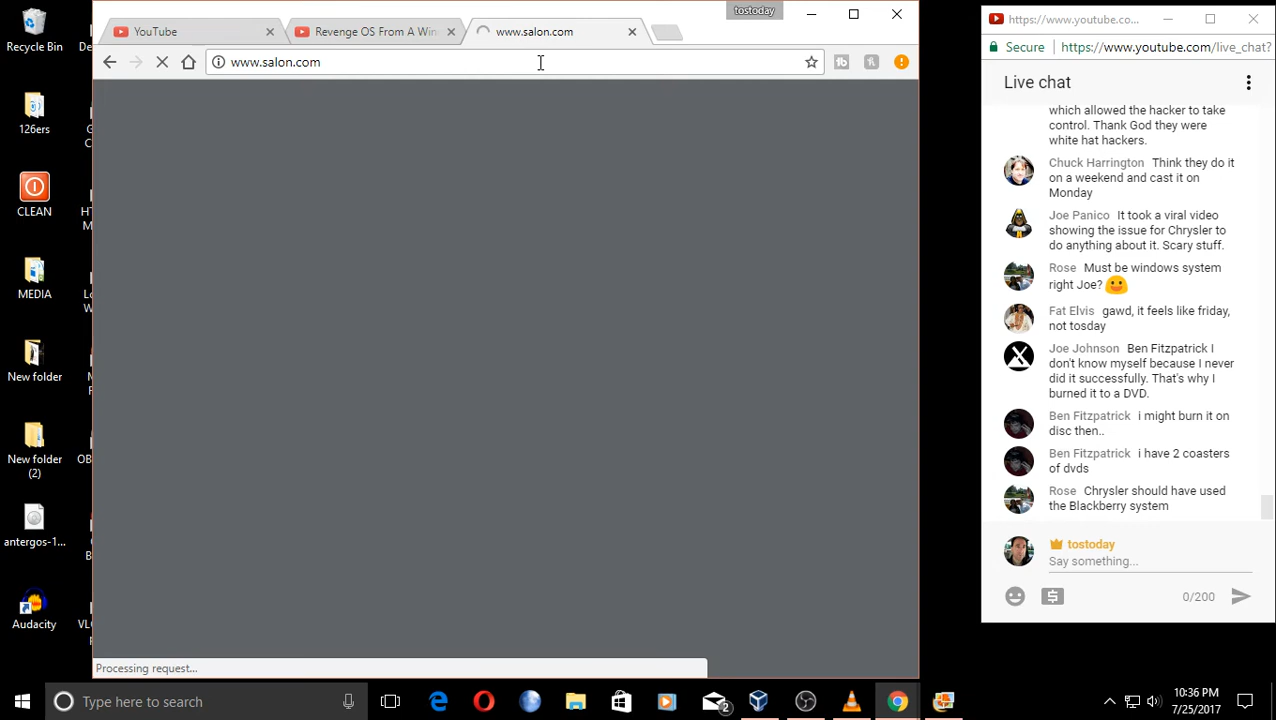 tostoday
YouTube
Revenge OS From A Win
www.salon.com
www.salon.com
Processing request...
Recycle Bin
126ers
CLEAN
MEDIA
New folder
New folder
(2)
antergos-1...
Audacity
https://www.youtube.co...
Secure https://www.youtube.com/live_chat?
Live chat
which allowed the hacker to take
control. Thank God they were
white hat hackers.
Chuck Harrington Think they do it
on a weekend and cast it on
Monday
Joe Panico It took a viral video
showing the issue for Chrysler to
do anything about it. Scary stuff.
Rose Must be windows system
right Joe?
Fat Elvis gawd, it feels like friday,
not tosday
Joe Johnson Ben Fitzpatrick I
don't know myself because I never
did it successfully. That's why I
burned it to a DVD.
Ben Fitzpatrick i might burn it on
disc then..
Ben Fitzpatrick i have 2 coasters
of dvds
Rose Chrysler should have used
the Blackberry system
tostoday
Say something...
0/200
Type here to search
2
10:36 PM
7/25/2017